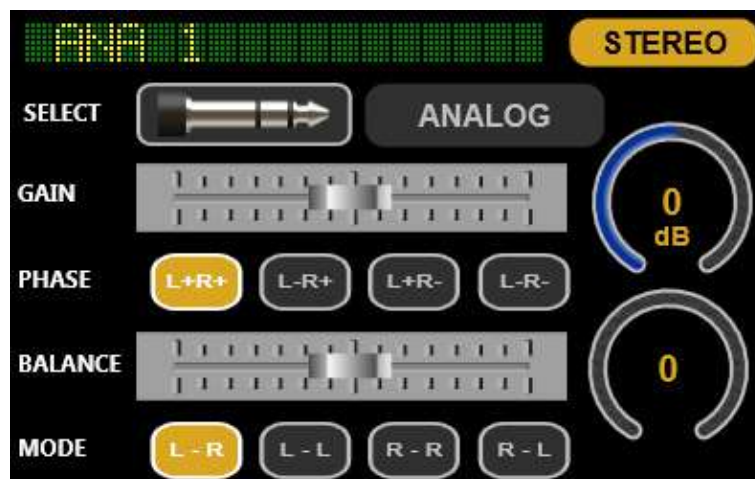 ANA 1 STEREO
SELECT ANALOG
GAIN 0 dB
PHASE L+R+ L-R+ L+R- L-R-
BALANCE 0
MODE L - R L - L R - R R - L